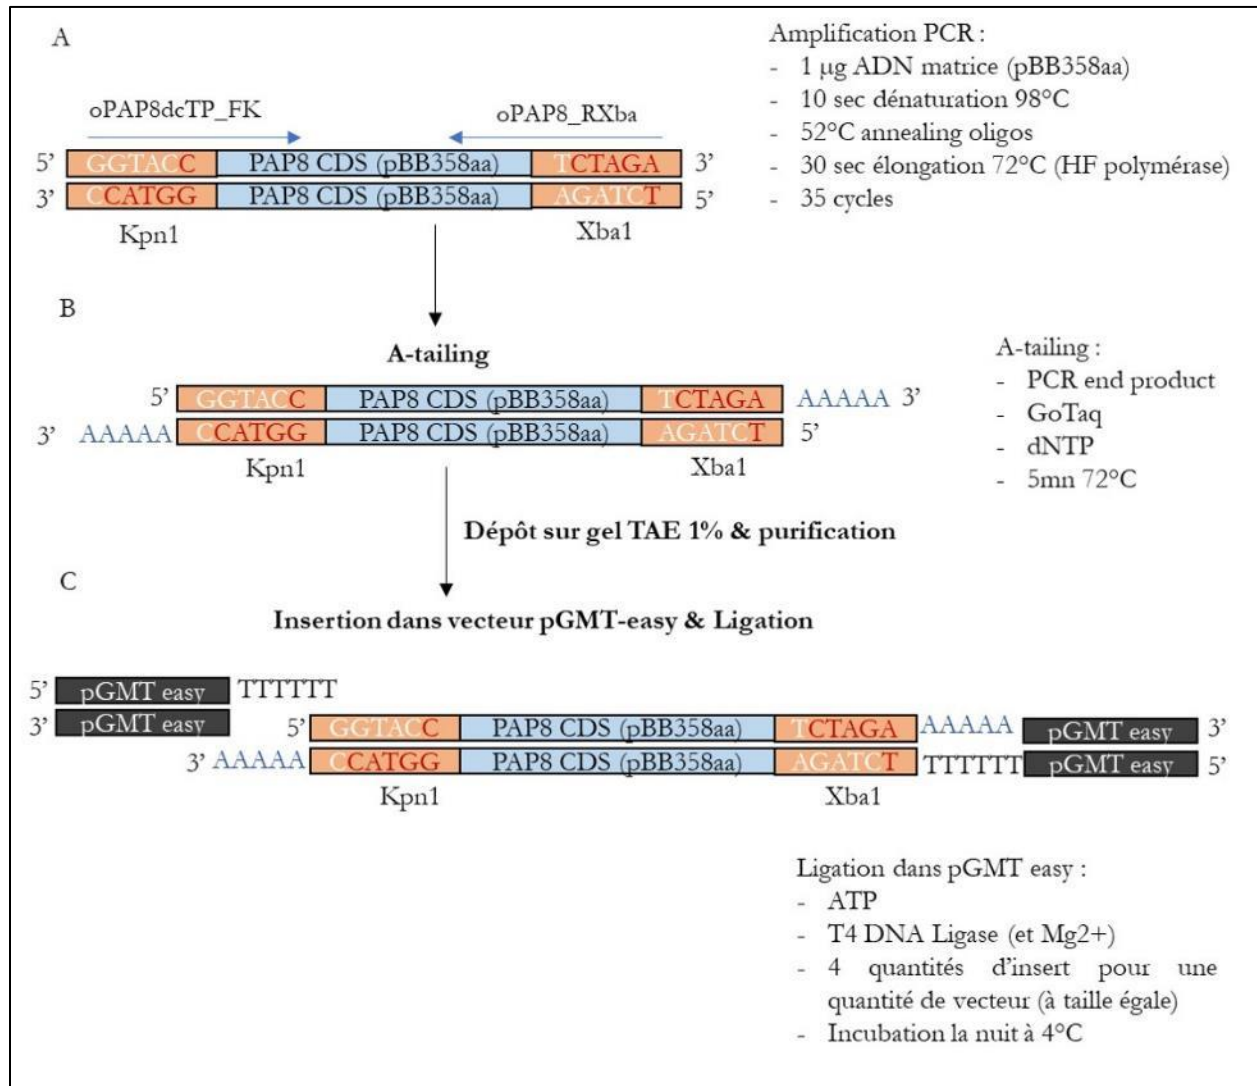 A
Amplification PCR :
- 1 µg ADN matrice (pBB358aa)
- 10 sec dénaturation 98°C
- 52°C annealing oligos
- 30 sec élongation 72°C (HF polymérase)
- 35 cycles
oPAP8dcTP_FK oPAP8_RXba
5’ GGTACC PAP8 CDS (pBB358aa) TCTAGA 3’
3’ CCATGG PAP8 CDS (pBB358aa) AGATCT 5’
Kpn1 Xba1
B
A-tailing
A-tailing :
- PCR end product
- GoTaq
- dNTP
- 5mn 72°C
5’ GGTACC PAP8 CDS (pBB358aa) TCTAGA AAAAA 3’
3’ AAAAA CCATGG PAP8 CDS (pBB358aa) AGATCT 5’
Kpn1 Xba1
Dépôt sur gel TAE 1% & purification
C
Insertion dans vecteur pGMT-easy & Ligation
5’ pGMT easy TTTTTT
3’ pGMT easy
5’ GGTACC PAP8 CDS (pBB358aa) TCTAGA AAAAA pGMT easy 3’
3’ AAAAA CCATGG PAP8 CDS (pBB358aa) AGATCT TTTTTT pGMT easy 5’
Kpn1 Xba1
Ligation dans pGMT easy :
- ATP
- T4 DNA Ligase (et Mg2+)
- 4 quantités d’insert pour une
quantité de vecteur (à taille égale)
- Incubation la nuit à 4°C